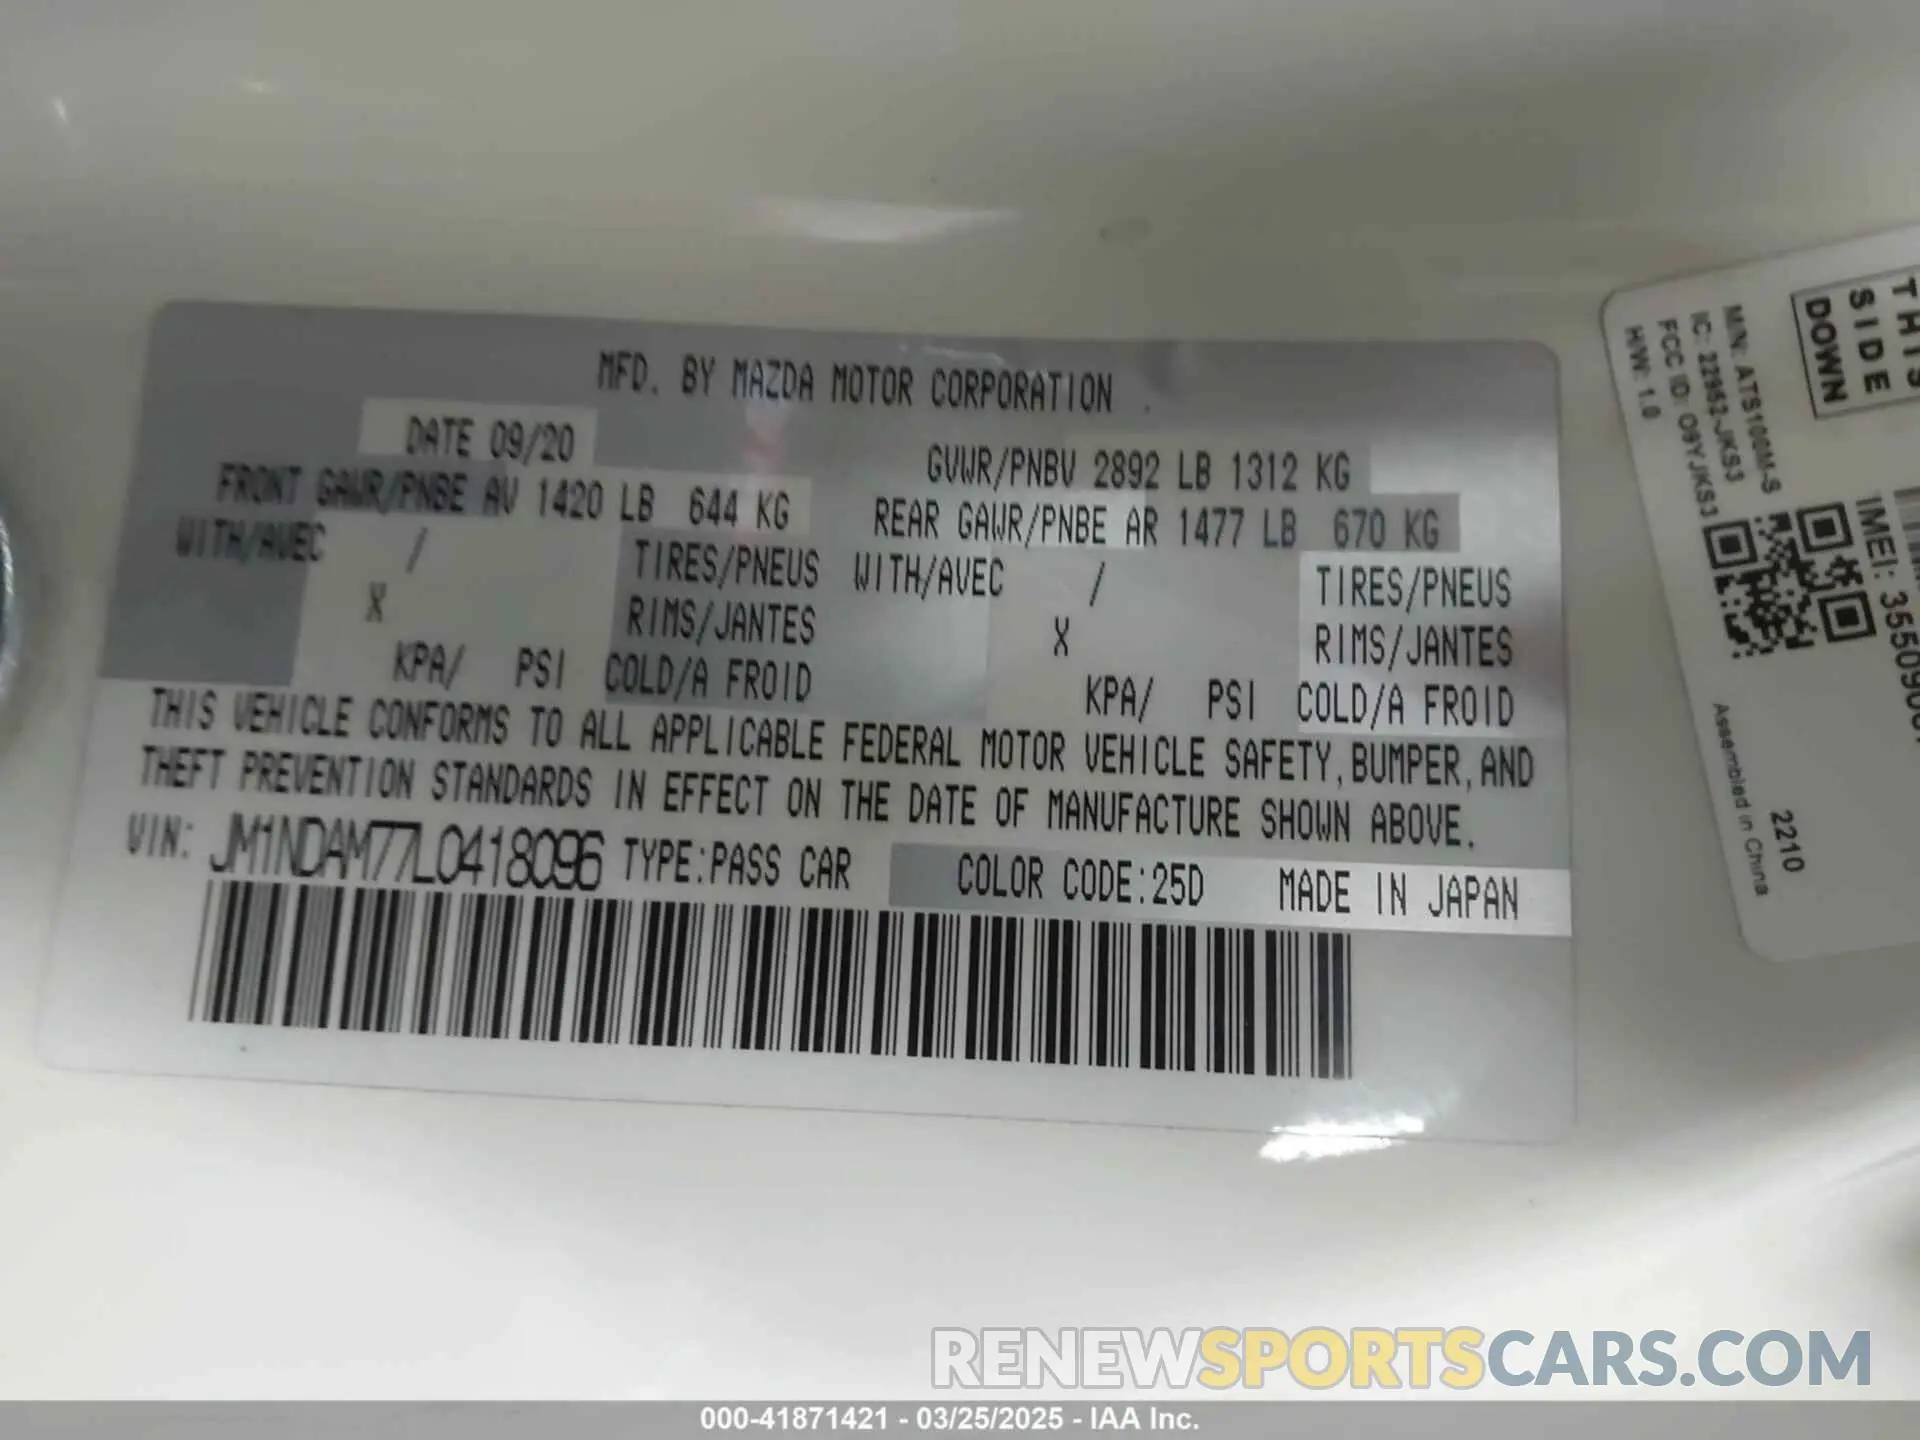 MFD. BY MAZDA MOTOR CORPORATION
DATE 09/20
GVWR/PNBV 2892 LB 1312 KG
FRONT GAWR/PNBE AV 1420 LB 644 KG
REAR GAWR/PNBE AR 1477 LB 670 KG
WITH/AVEC / TIRES/PNEUS WITH/AVEC / TIRES/PNEUS
X RIMS/JANTES X RIMS/JANTES
KPA/ PSI COLD/A FROID KPA/ PSI COLD/A FROID
THIS VEHICLE CONFORMS TO ALL APPLICABLE FEDERAL MOTOR VEHICLE SAFETY, BUMPER, AND
THEFT PREVENTION STANDARDS IN EFFECT ON THE DATE OF MANUFACTURE SHOWN ABOVE.
VIN: JM1NDAM77L0418096 TYPE:PASS CAR COLOR CODE:25D MADE IN JAPAN
THIS
SIDE
DOWN
M/N: ATS100M-S
IC: 22952-JKS3
FCC ID: O9YJKS3
H/W: 1.0
2210
Assembled in China
RENEWSPORTSCARS.COM
000-41871421 - 03/25/2025 - IAA Inc.